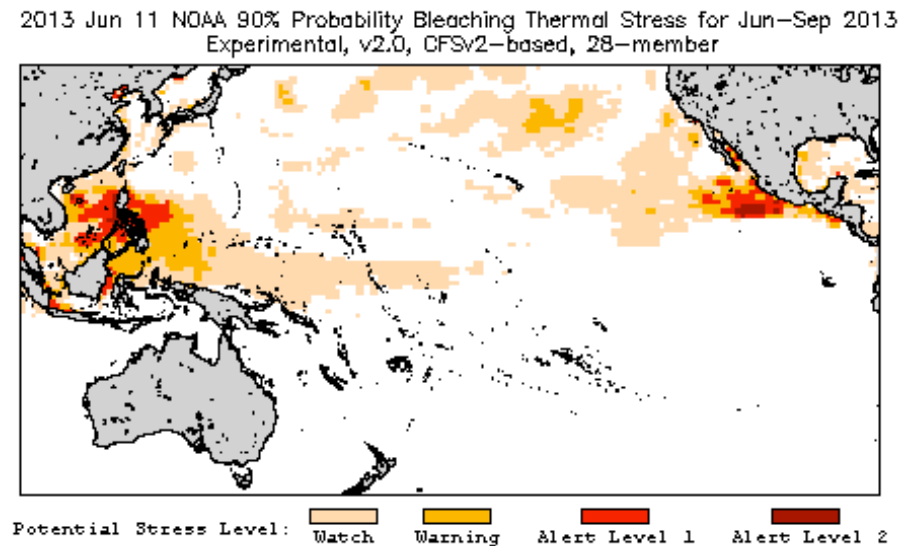 2013 Jun 11 NOAA 90% Probability Bleaching Thermal Stress for Jun-Sep 2013
Experimental, v2.0, CFSv2-based, 28-member
Potential Stress Level: Watch Warning Alert Level 1 Alert Level 2